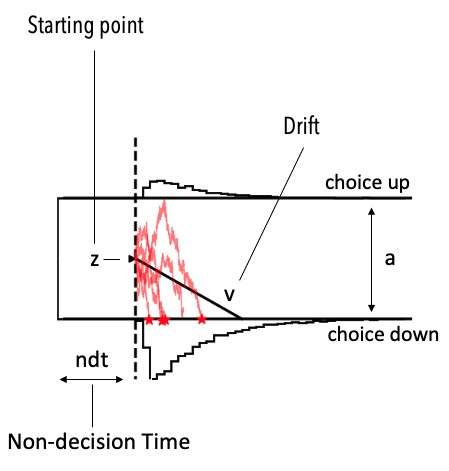 Starting point
Drift
choice up
z
a
v
choice down
ndt
Non-decision Time